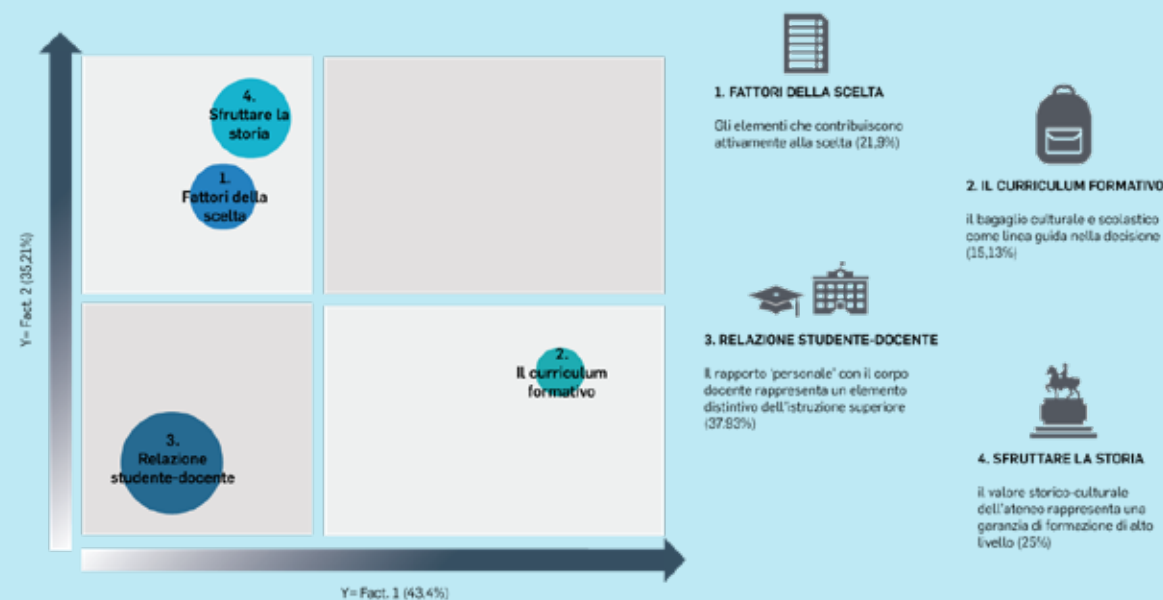 Y= Fact. 2 (35,21%)
4.
Sfruttare la
storia
1.
Fattori della
scelta
2.
Il curriculum
formativo
3.
Relazione
studente-docente
Y= Fact. 1 (43,4%)
1. FATTORI DELLA SCELTA
Gli elementi che contribuiscono
attivamente alla scelta (21,9%)
2. IL CURRICULUM FORMATIVO
il bagaglio culturale e scolastico
come linea guida nella decisione
(15,13%)
3. RELAZIONE STUDENTE-DOCENTE
Il rapporto 'personale' con il corpo
docente rappresenta un elemento
distintivo dell'istruzione superiore
(37,93%)
4. SFRUTTARE LA STORIA
il valore storico-culturale
dell'ateneo rappresenta una
garanzia di formazione di alto
livello (25%)